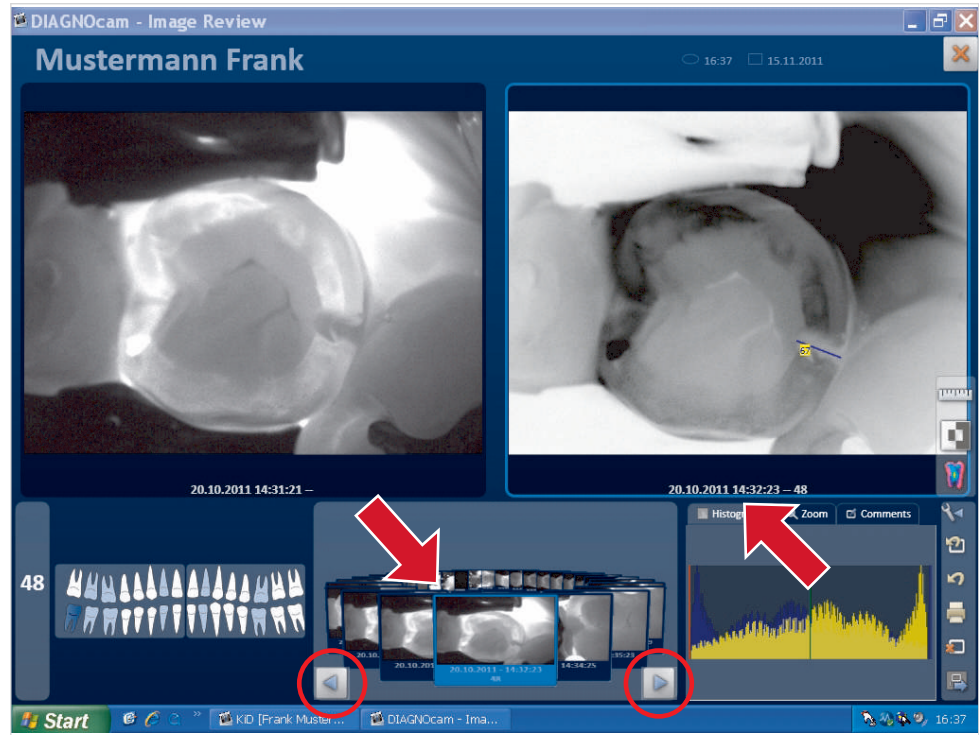 DIAGNOcam - Image Review
Mustermann Frank
16:37 15.11.2011
57
20.10.2011 14:31:21 –
20.10.2011 14:32:23 – 48
Zoom Comments
48
20.10.2011 - 14:32:23
48
14:34:25
Start KiD [Frank Muster... DIAGNOcam - Ima... 16:37